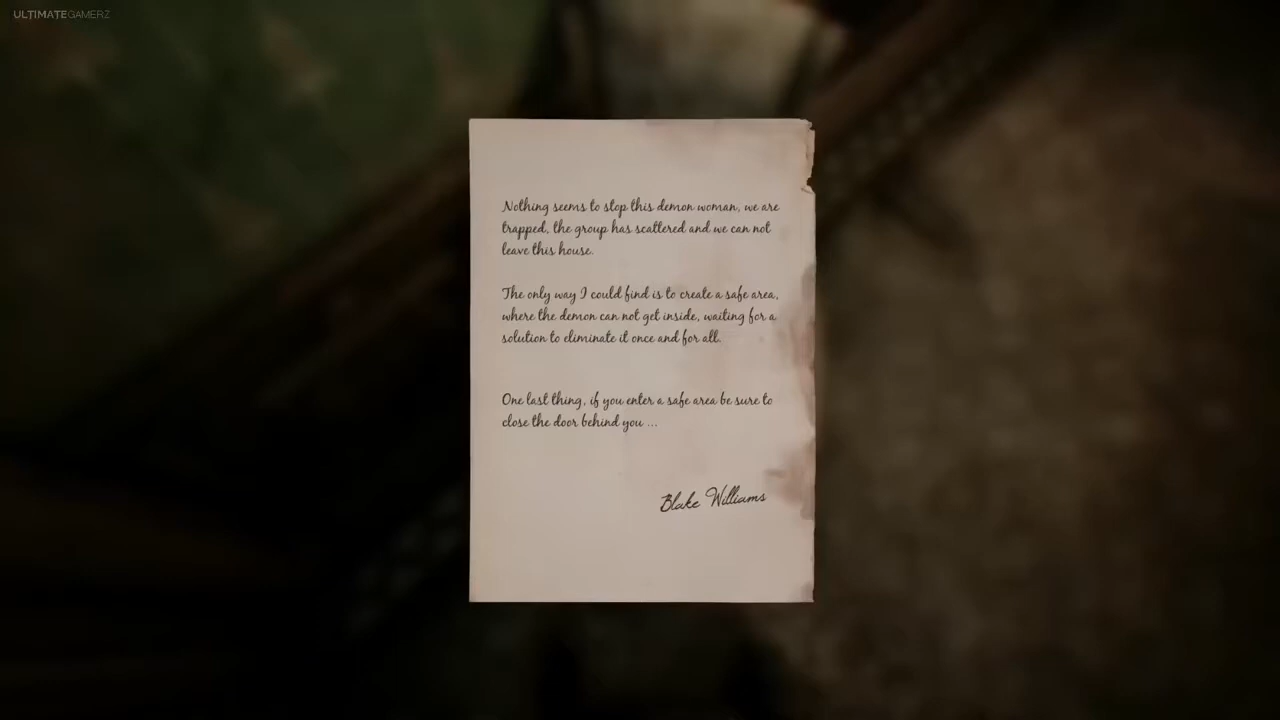 ULTIMATEGAMERZ
Nothing seems to stop this demon woman, we are
trapped, the group has scattered and we can not
leave this house.
The only way I could find is to create a safe area,
where the demon can not get inside, waiting for a
solution to eliminate it once and for all.
One last thing, if you enter a safe area be sure to
close the door behind you ...
Blake Williams